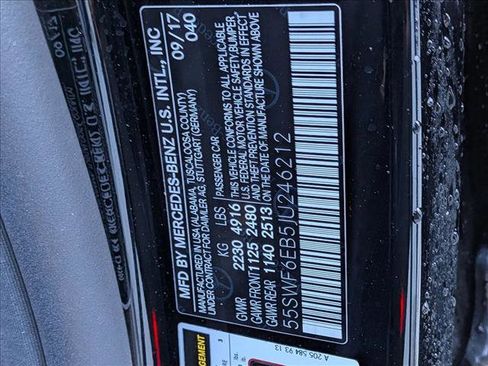 MFD BY MERCEDES-BENZ U.S. INTL., INC
IN VANCE, ALABAMA, USA (ALABAMA, TUSCALOOSA COUNTY)
UNDER CONTRACT FOR DAIMLER AG, STUTTGART (GERMANY)
09/17
040
PASSENGER CAR
KG LBS
GVWR 2230 4916
GAWR FRONT 1125 2480
GAWR REAR 1140 2513
THIS VEHICLE CONFORMS TO ALL APPLICABLE
U.S. FEDERAL MOTOR VEHICLE SAFETY/BUMPER,
AND THEFT PREVENTION STANDARDS IN EFFECT
ON THE DATE OF MANUFACTURE
55SWF6EB5JU246212
A 205 584 93 13